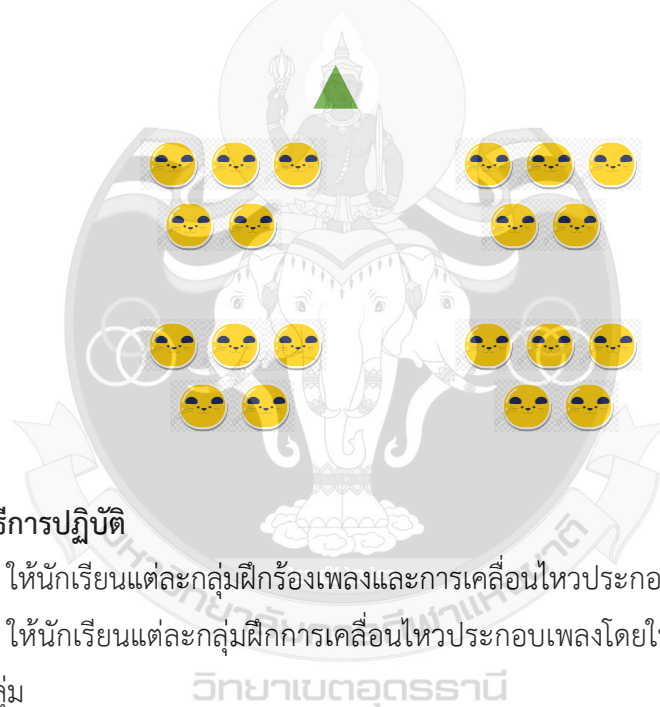 ธีการปฏิบัติ
ให้นักเรียนแต่ละกลุ่มฝึกร้องเพลงและการเคลื่อนไหวประกอ
ให้นักเรียนแต่ละกลุ่มฝึกการเคลื่อนไหวประกอบเพลงโดยใ
ลุ่ม
วิทยาเขตอุดรธานี